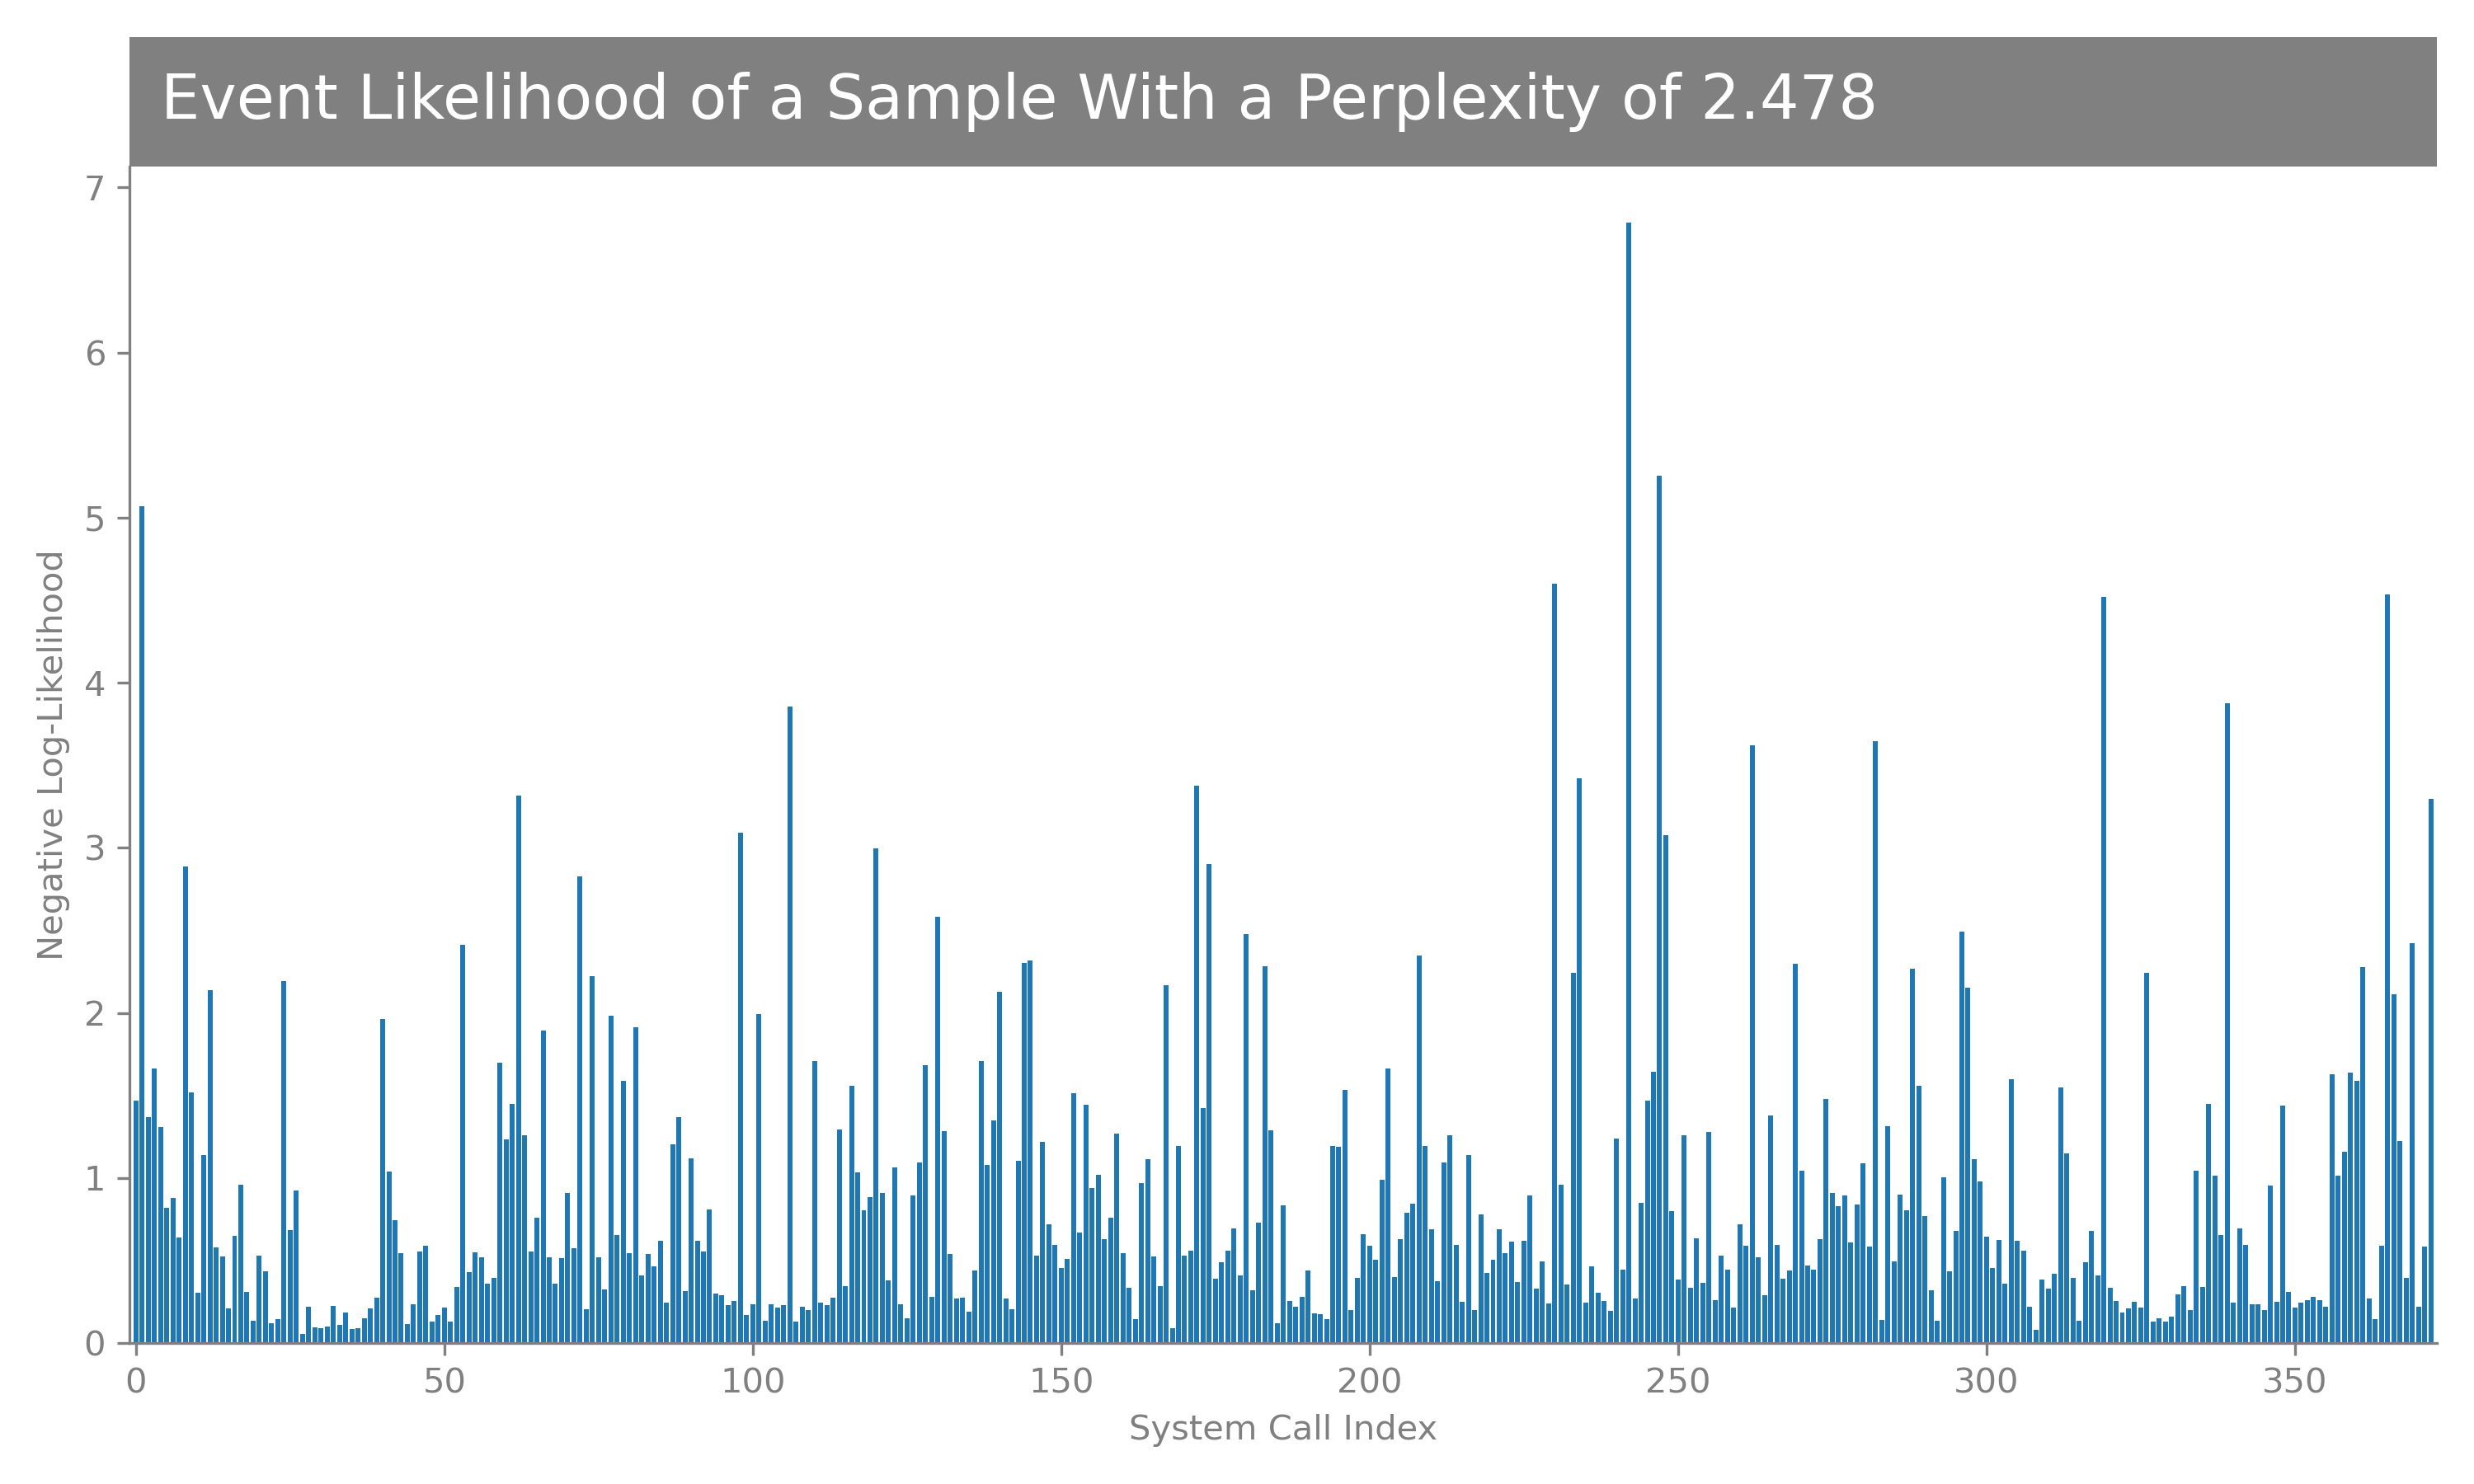 Event Likelihood of a Sample With a Perplexity of 2.478
7
6
5
4
3
2
1
0
Negative Log-Likelihood
0 50 100 150 200 250 300 350
System Call Index